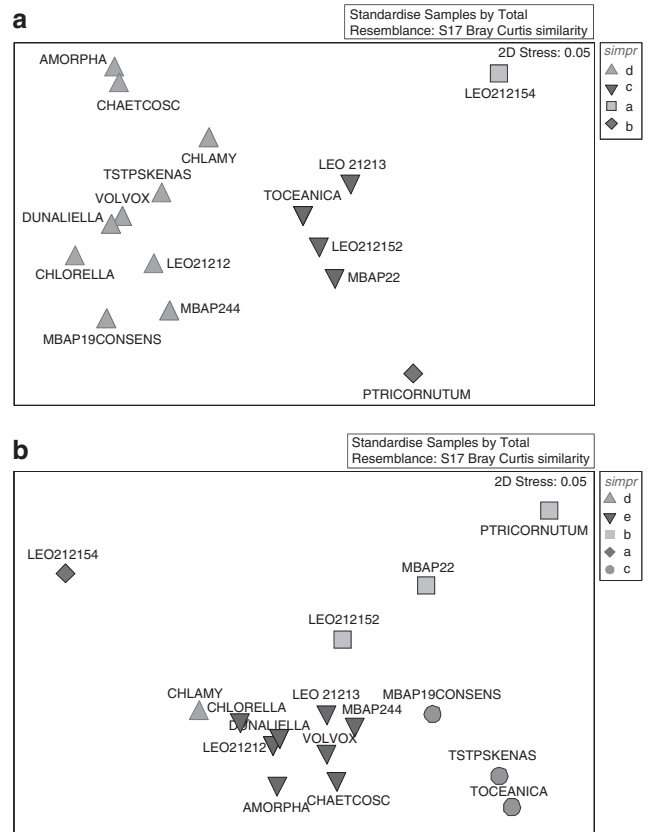 a
Standardise Samples by Total
Resemblance: S17 Bray Curtis similarity
2D Stress: 0.05
simpr
d
c
a
b
AMORPHA
CHAETCOSC
LEO212154
CHLAMY
LEO 21213
TSTPSKENAS
TOCEANICA
VOLVOX
DUNALIELLA
LEO212152
LEO21212
CHLORELLA
MBAP22
MBAP244
MBAP19CONSENS
PTRICORNUTUM
b
Standardise Samples by Total
Resemblance: S17 Bray Curtis similarity
2D Stress: 0.05
simpr
d
e
b
a
c
PTRICORNUTUM
LEO212154
MBAP22
LEO212152
CHLAMY
LEO 21213
MBAP19CONSENS
CHLORELLA
MBAP244
DUNALIELLA
VOLVOX
LEO21212
TSTPSKENAS
TOCEANICA
AMORPHA
CHAETCOSC